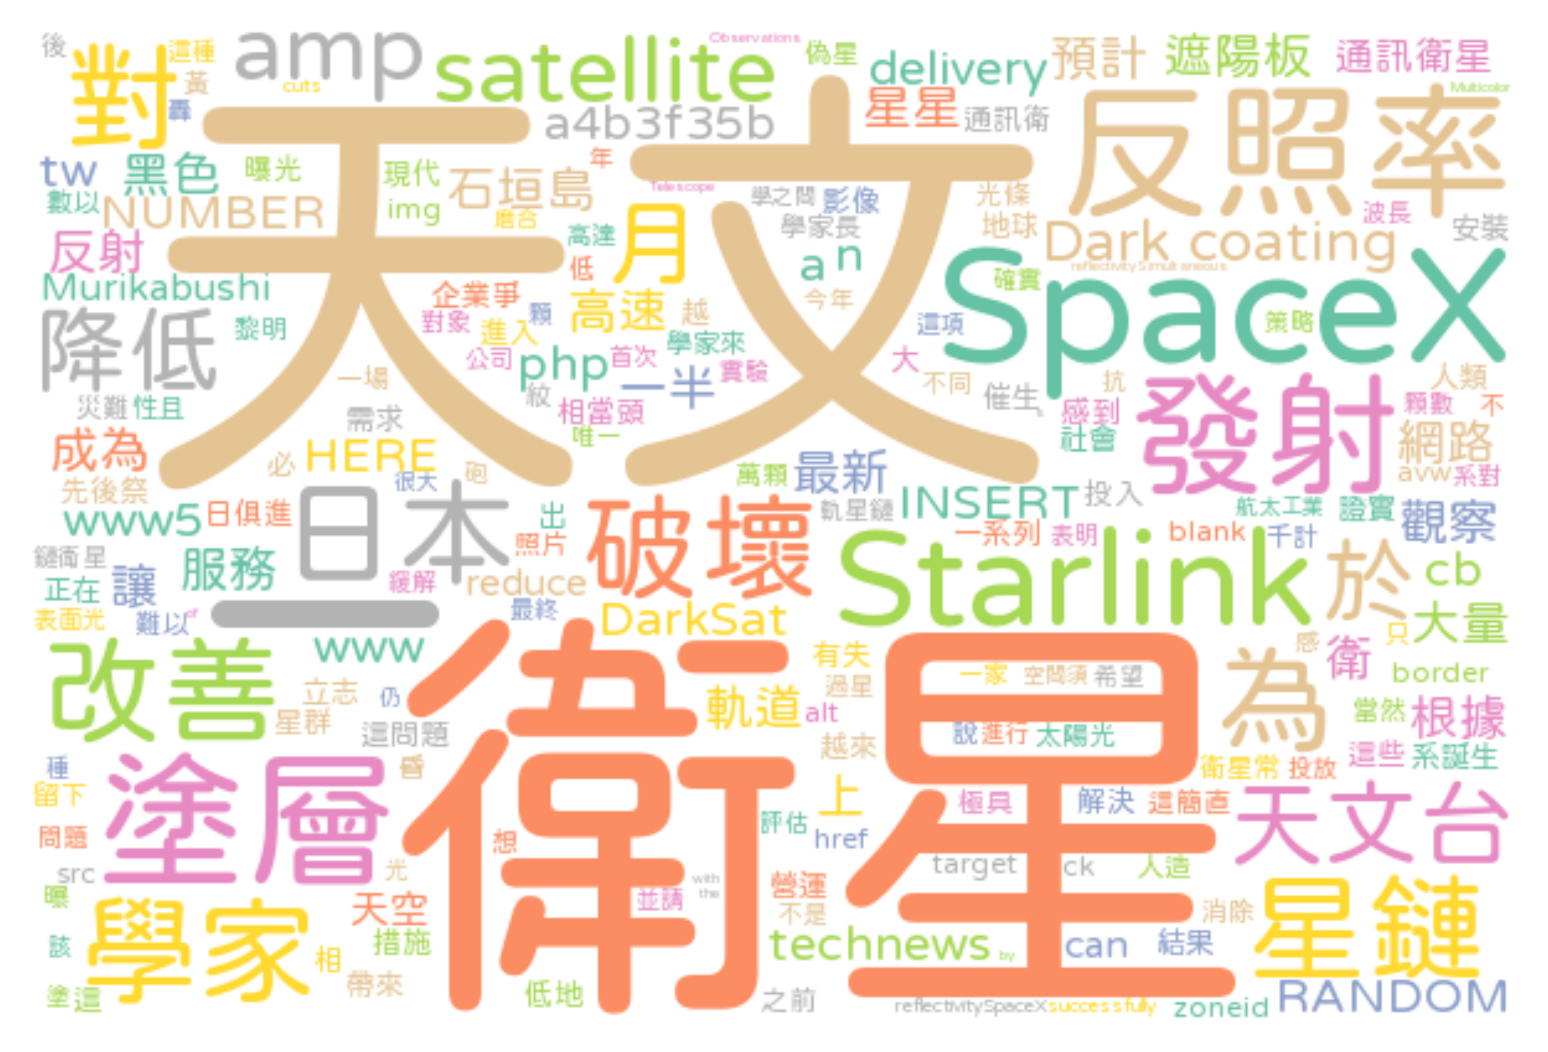 後
對
這種
黃
轟
cuts
amp
satellite
Observations
偽星
delivery
預計
遮陽板
通訊衛星
Multicolor
星星
a4b3f35b
通訊衛
天文
反照率
tw
黑色
曝光
現代
石垣島
年
Telescope
學之間
影像
光條
數以
NUMBER
img
磨合
月
學家長
地球
波長
安裝
反射
高達
低
an
Dark coating
reflectivity Simultaneous
Murikabushi
企業爭
高速
越
今年
確實
SpaceX
降低
黎明
對象
進入
顆
這項
策略
公司
php
首次
學家來
實驗
大
一場
紋
一半
不同
催生
抗
人類
災難
性且
需求
相當頭
感到
發射
顆數
不
成為
唯一
社會
網路
必
HERE
很大
砲
萬顆
最新
avw
系對
先後祭
日本
INSERT
投入
www5
日俱進
出
破壞
軌星鏈
航太工業
證實
觀察
照片
一系列
表明
blank
千計
鏈衛星
服務
讓
正在
緩解
reduce
Starlink
於
cb
表面光
難以
of
一
最終
DarkSat
只
大量
改善
www
衛星
有失
一家
空間須
希望
感
衛
border
立志
仍
過星
為
星群
這問題
軌道
alt
當然
根據
越來
說
進行
太陽光
種
塗層
昏
衛星常
投放
這些
系誕生
留下
上
極具
解決
這簡直
天文台
問題
想
評估
href
src
光
target
ck
人造
曝
with
the
並請
營運
學家
天空
不是
消除
星鏈
該
措施
technews
by
can
結果
相
塗
這
帶來
低地
之前
reflectivitySpaceX
successfully
zoneid
RANDOM